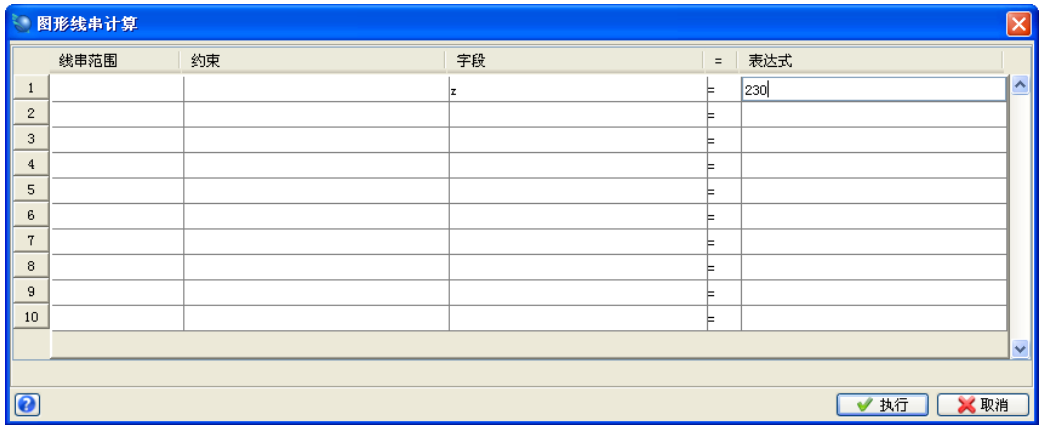 图形线串计算
线串范围 约束 字段 = 表达式
1 z = 230
2 =
3 =
4 =
5 =
6 =
7 =
8 =
9 =
10 =
? 执行 取消